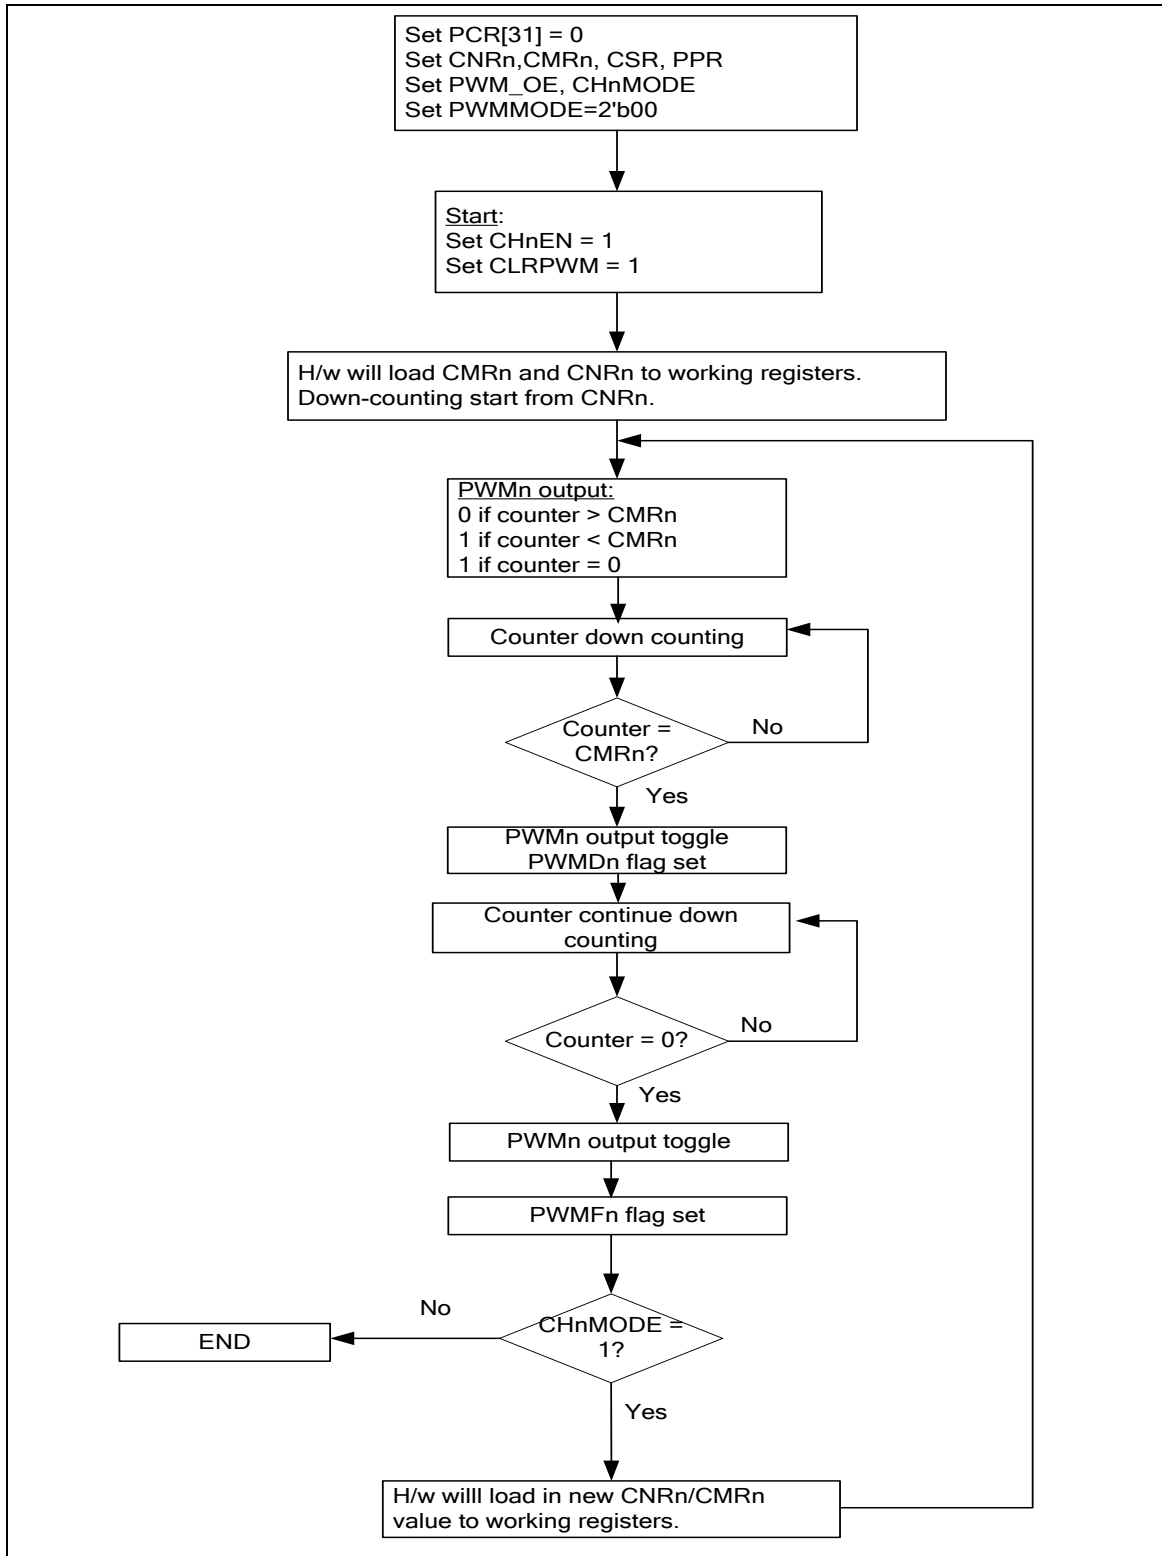 Set PCR[31] = 0
Set CNRn,CMRn, CSR, PPR
Set PWM_OE, CHnMODE
Set PWMMODE=2'b00
Start:
Set CHnEN = 1
Set CLRPWM = 1
H/w will load CMRn and CNRn to working registers.
Down-counting start from CNRn.
PWMn output:
0 if counter > CMRn
1 if counter < CMRn
1 if counter = 0
Counter down counting
Counter =
CMRn?
No
Yes
PWMn output toggle
PWMDn flag set
Counter continue down
counting
Counter = 0?
No
Yes
PWMn output toggle
PWMFn flag set
CHnMODE =
1?
No
END
Yes
H/w willl load in new CNRn/CMRn
value to working registers.